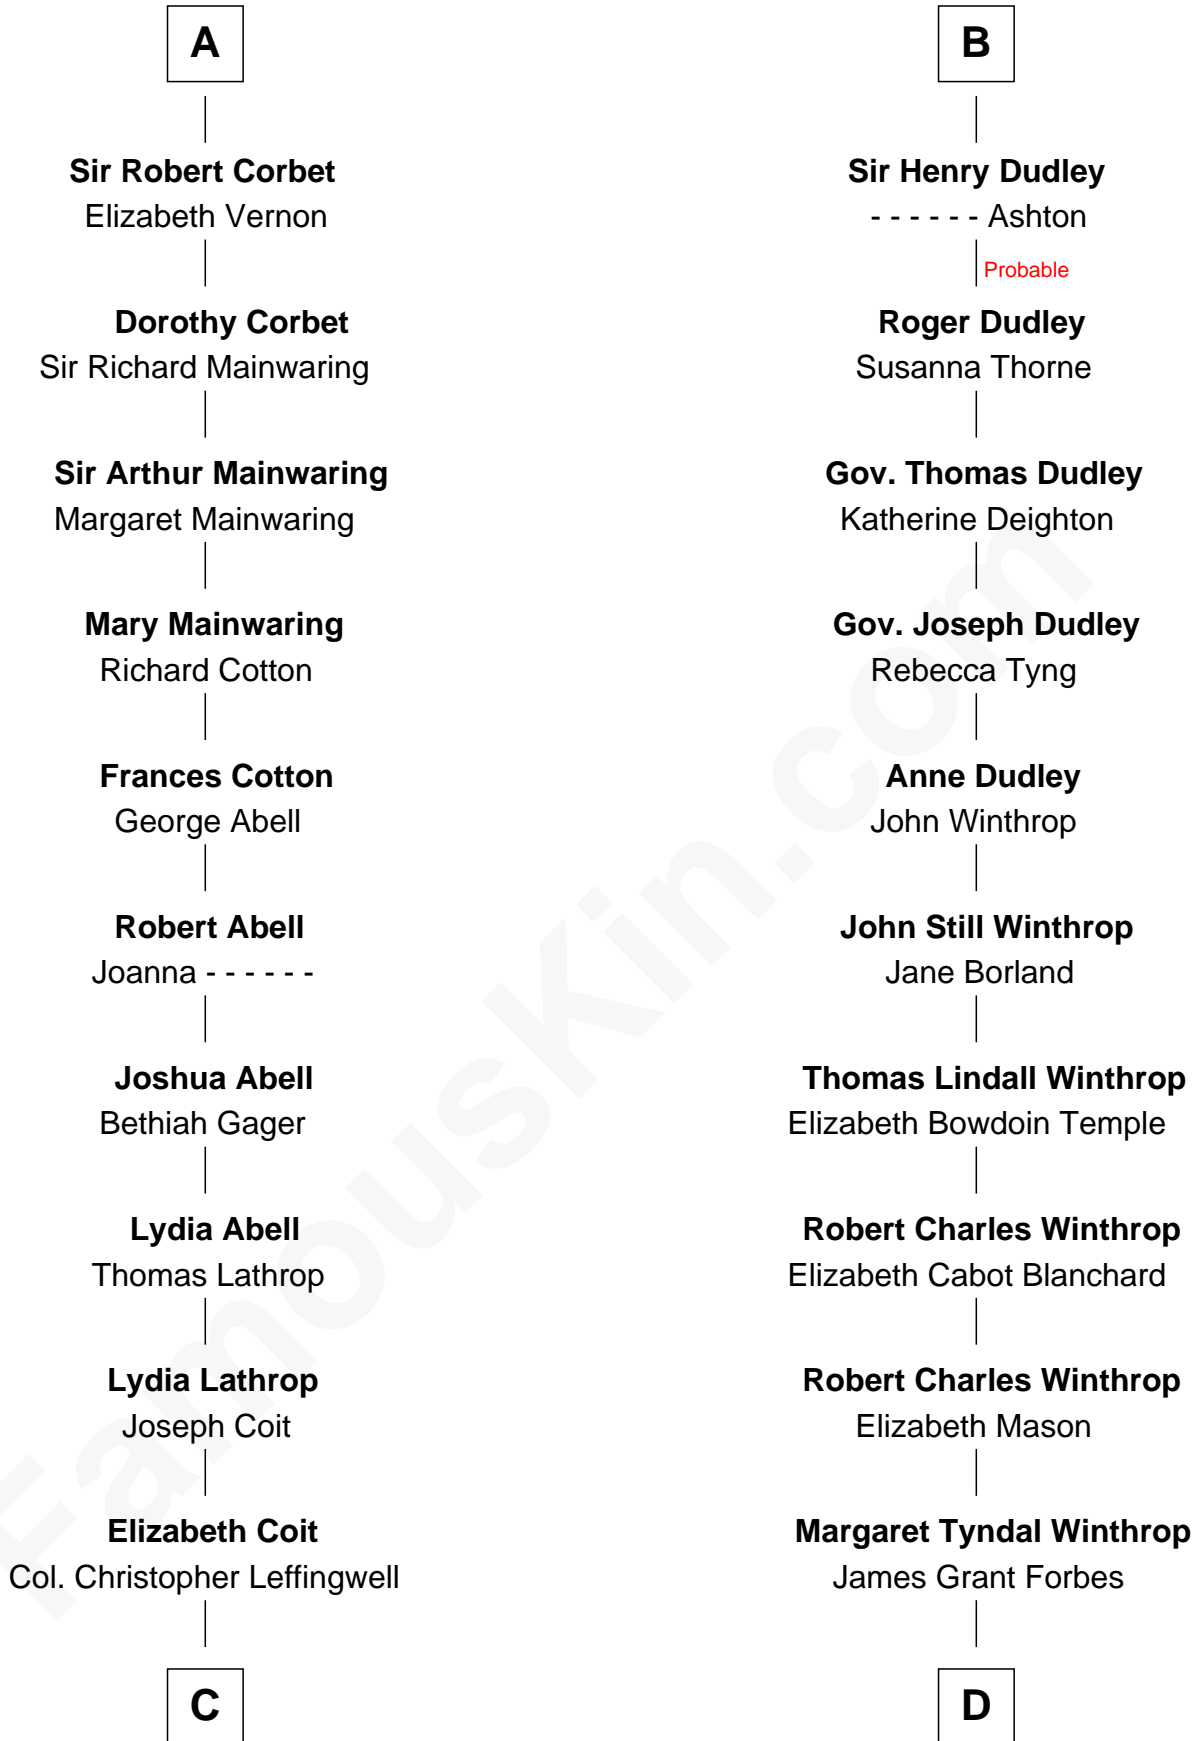 A
Sir Robert Corbet
Elizabeth Vernon
Dorothy Corbet
Sir Richard Mainwaring
Sir Arthur Mainwaring
Margaret Mainwaring
Mary Mainwaring
Richard Cotton
Frances Cotton
George Abell
Robert Abell
Joanna - - - - - -
Joshua Abell
Bethiah Gager
Lydia Abell
Thomas Lathrop
Lydia Lathrop
Joseph Coit
Elizabeth Coit
Col. Christopher Leffingwell
C
B
Sir Henry Dudley
- - - - - - Ashton
Probable
Roger Dudley
Susanna Thorne
Gov. Thomas Dudley
Katherine Deighton
Gov. Joseph Dudley
Rebecca Tyng
Anne Dudley
John Winthrop
John Still Winthrop
Jane Borland
Thomas Lindall Winthrop
Elizabeth Bowdoin Temple
Robert Charles Winthrop
Elizabeth Cabot Blanchard
Robert Charles Winthrop
Elizabeth Mason
Margaret Tyndal Winthrop
James Grant Forbes
D
FamousKin.com